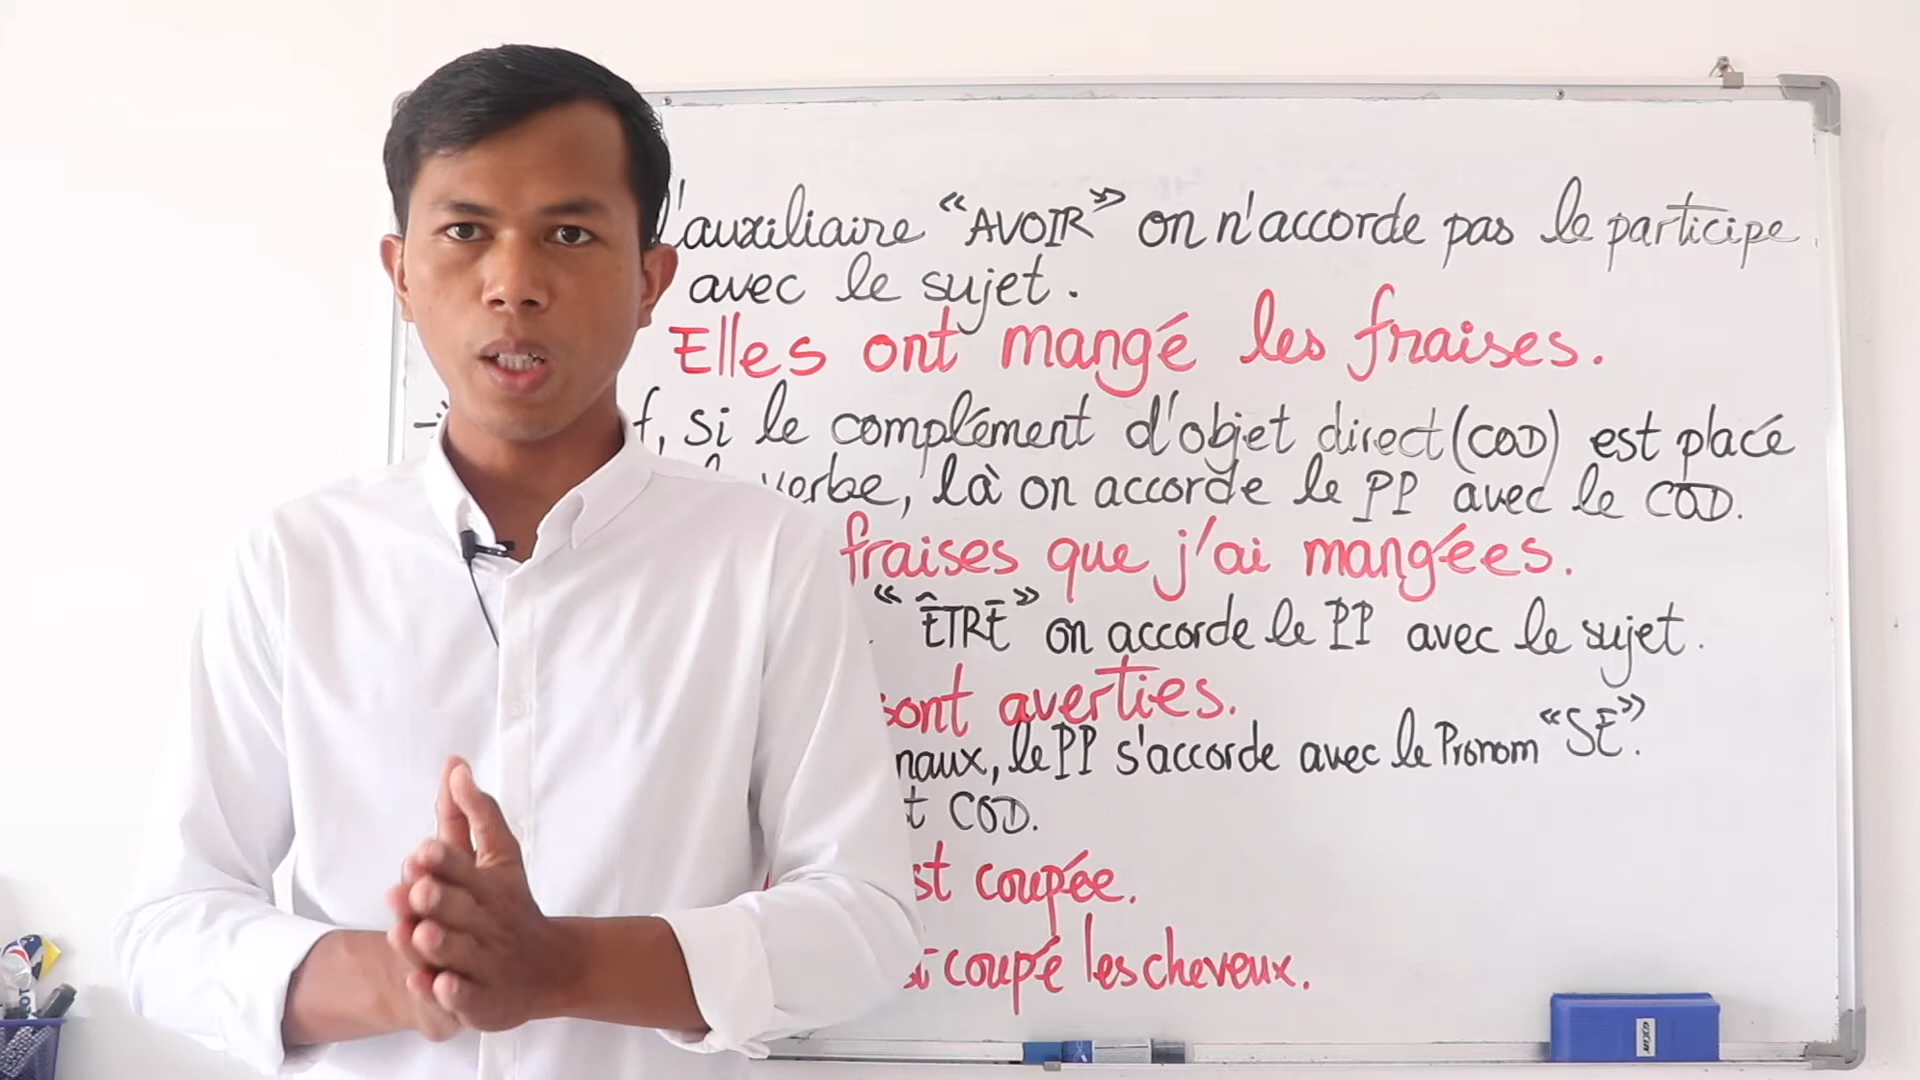 l'auxiliaire “AVOIR” on n'accorde pas le participe
avec le sujet.
Elles ont mangé les fraises.
si le complément d'objet direct (COD) est placé
verbe, là on accorde le PP avec le COD.
fraises que j'ai mangées.
“ÊTRE” on accorde le PP avec le sujet.
sont averties.
le PP s'accorde avec le Pronom “SE”.
COD.
coupée.
coupé les cheveux.